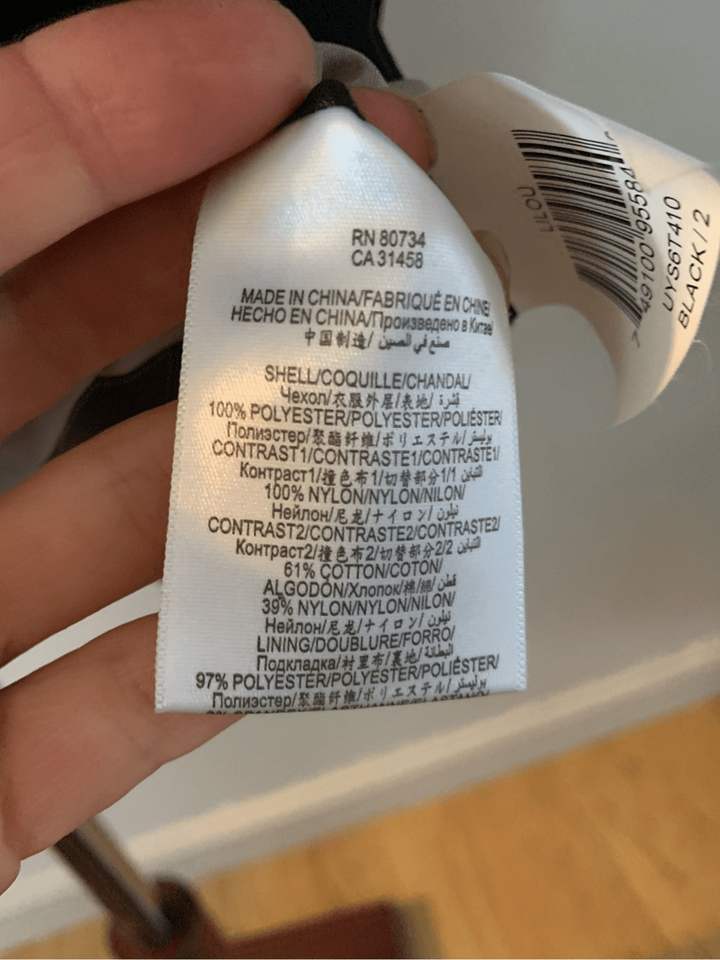 RN 80734
CA 31458
MADE IN CHINA/FABRIQUÉ EN CHINE/
HECHO EN CHINA/Произведено в Китае/
中国制造/ صنع في الصين
SHELL/COQUILLE/CHANDAL/
Чехол/衣服外层/表地/ قشرة/
100% POLYESTER/POLYESTER/POLIÉSTER/
Полиэстер/聚酯纤维/ポリエステル/ بوليستر/
CONTRAST1/CONTRASTE1/CONTRASTE1/
Контраст1/撞色布1/切替部分1/1 التباين
100% NYLON/NYLON/NILON/
Нейлон/尼龙/ナイロン/ نيلون/
CONTRAST2/CONTRASTE2/CONTRASTE2/
Контраст2/撞色布2/切替部分2/2 التباين
61% COTTON/COTON/
ALGODÓN/Хлопок/棉/綿/ قطن/
39% NYLON/NYLON/NILON/
Нейлон/尼龙/ナイロン/ نيلون/
LINING/DOUBLURE/FORRO/
Подкладка/衬里布/裏地/ البطانة/
97% POLYESTER/POLYESTER/POLIÉSTER/
Полиэстер/聚酯纤维/ポリエステル/ بوليستر/
LILOU
7 49100 95584
UYS6T410
BLACK / 2